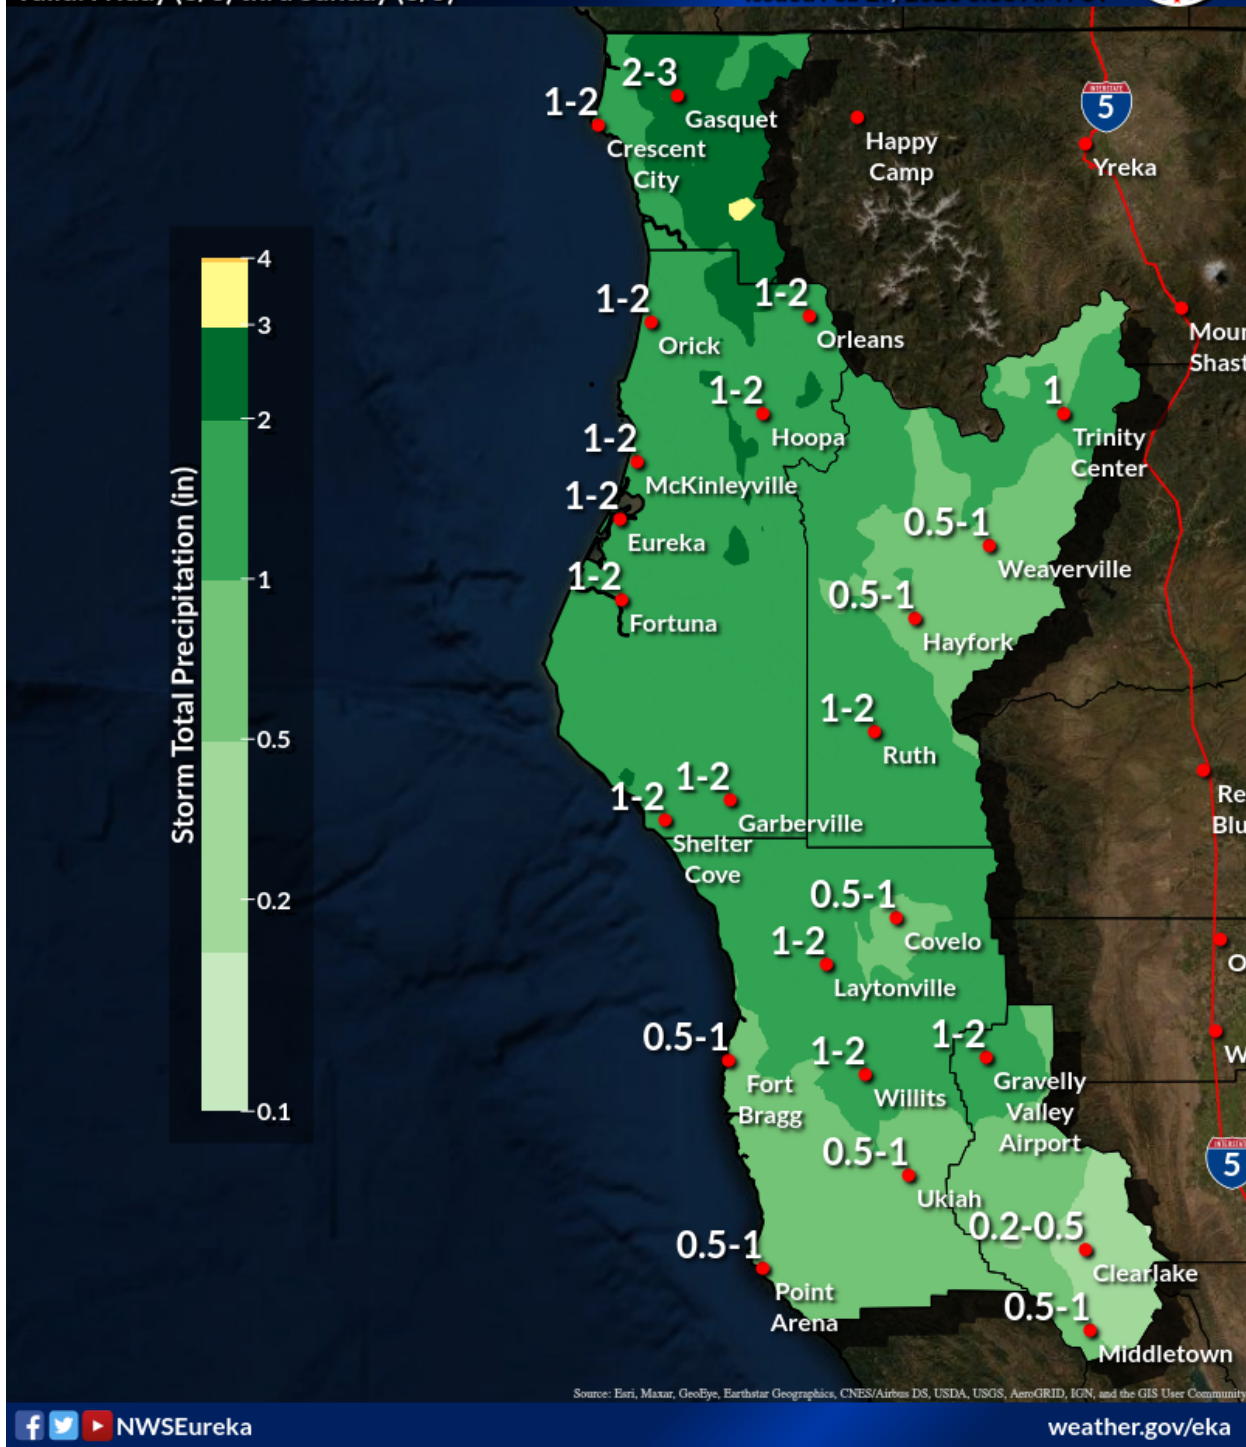 2-3
1-2
Gasquet
Crescent
City
Happy
Camp
INTERSTATE
5
Yreka
4
3
2
1
0.5
0.2
0.1
Storm Total Precipitation (in)
1-2
Orick
1-2
Orleans
1-2
Hoopa
1
Trinity
Center
1-2
McKinleyville
1-2
Eureka
1-2
Fortuna
0.5-1
Weaverville
0.5-1
Hayfork
1-2
Ruth
1-2
Garberville
1-2
Shelter
Cove
0.5-1
Covelo
1-2
Laytonville
0.5-1
Fort
Bragg
1-2
Willits
1-2
Gravelly
Valley
Airport
INTERSTATE
5
0.5-1
Ukiah
0.2-0.5
Clearlake
0.5-1
Point
Arena
0.5-1
Middletown
Source: Esri, Maxar, GeoEye, Earthstar Geographics, CNES/Airbus DS, USDA, USGS, AeroGRID, IGN, and the GIS User Community
NWSEureka
weather.gov/eka